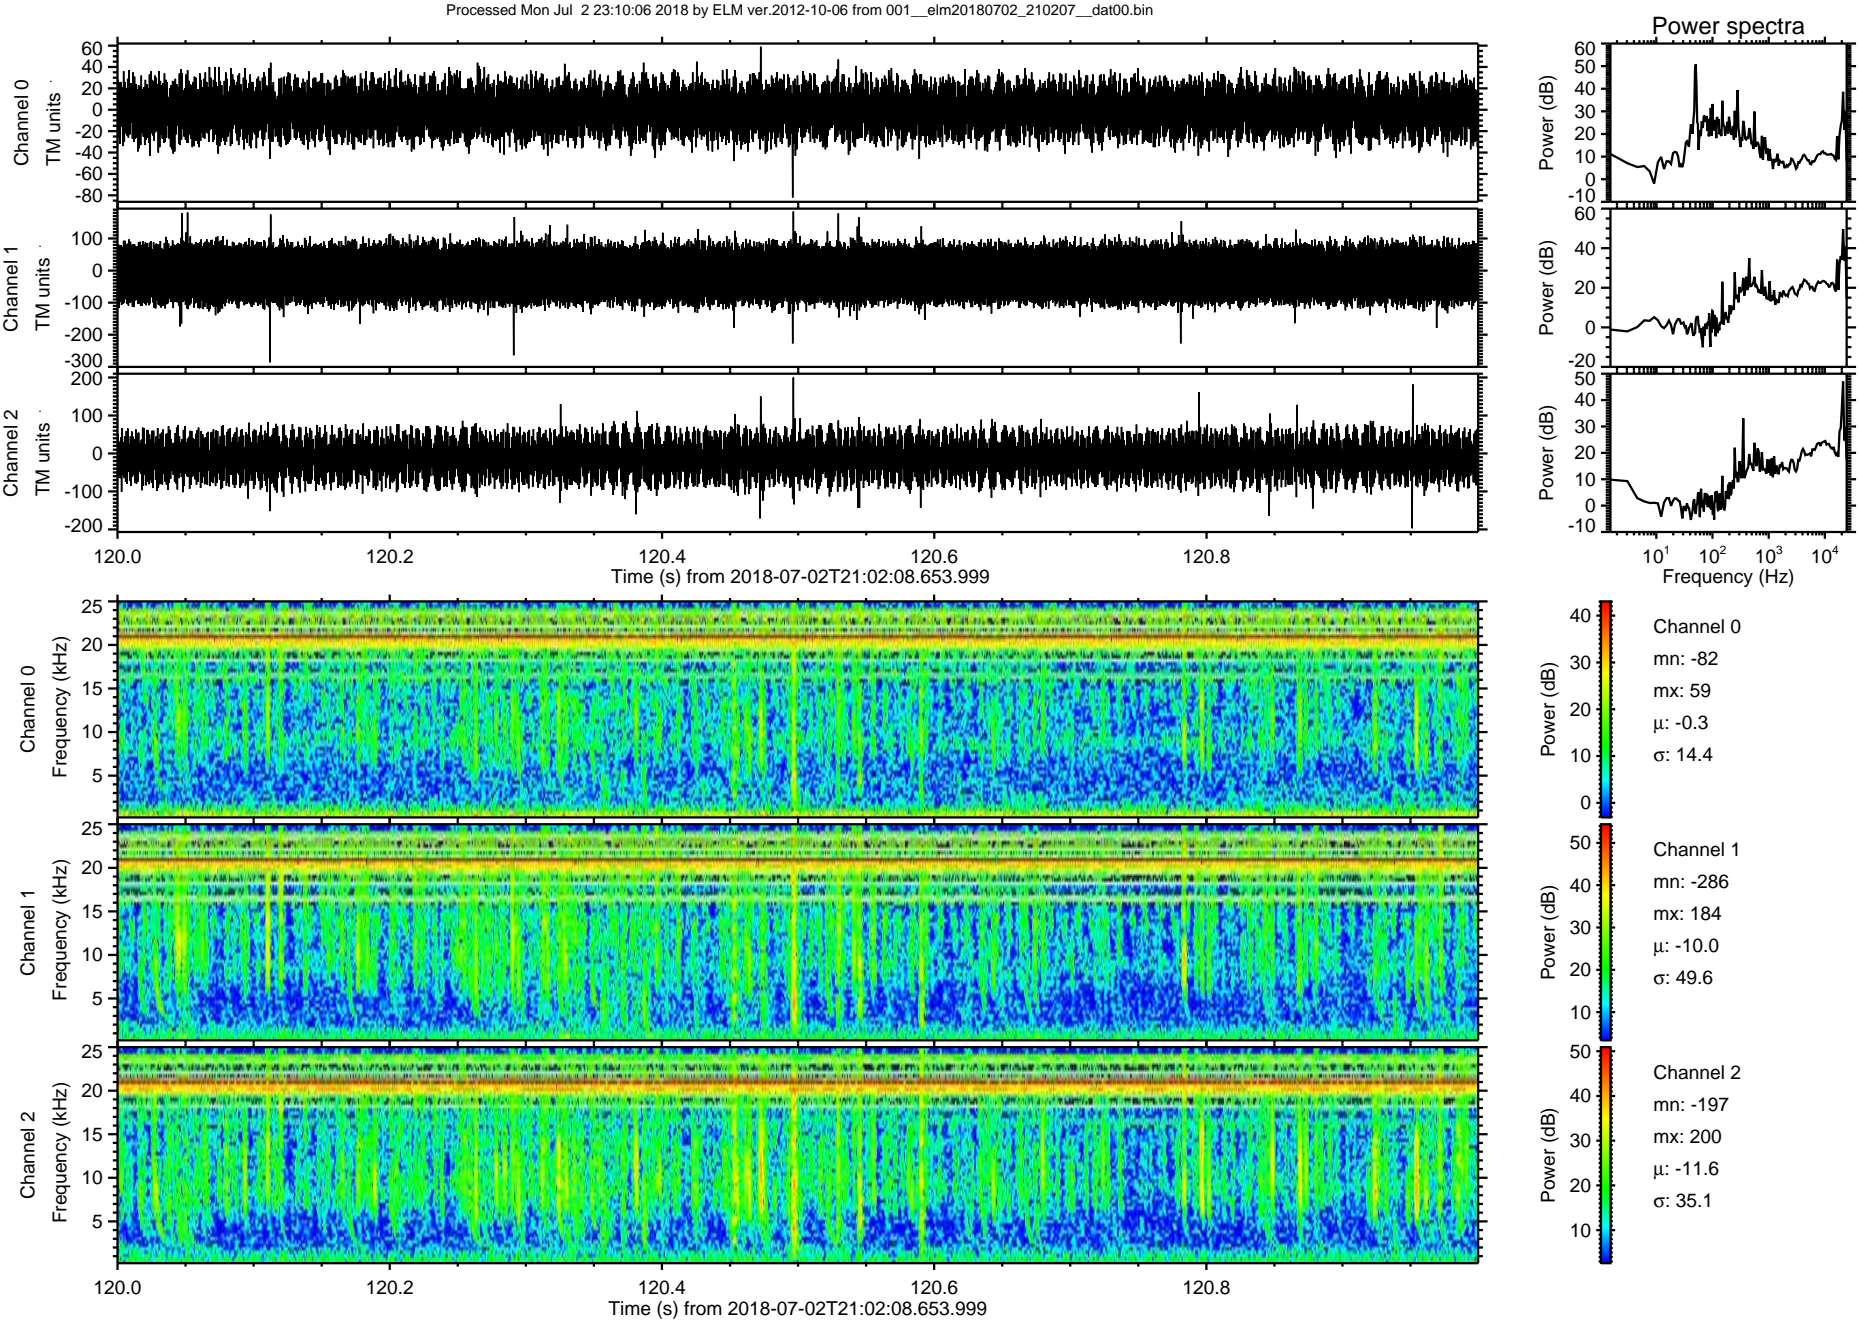 Processed Mon Jul  2 23:10:06 2018 by ELM ver.2012-10-06 from 001__elm20180702_210207__dat00.bin
Power spectra
Channel 0
TM units
60
40
20
0
-20
-40
-60
-80
Power (dB)
60
50
40
30
20
10
0
-10
Channel 1
TM units
100
0
-100
-200
-300
Power (dB)
60
40
20
0
-20
Channel 2
TM units
200
100
0
-100
-200
Power (dB)
50
40
30
20
10
0
-10
120.0 120.2 120.4 120.6 120.8
Time (s) from 2018-07-02T21:02:08.653.999
10¹ 10² 10³ 10⁴
Frequency (Hz)
Channel 0
Frequency (kHz)
25
20
15
10
5
Power (dB)
40
30
20
10
0
Channel 0
mn: -82
mx: 59
μ: -0.3
σ: 14.4
Channel 1
Frequency (kHz)
25
20
15
10
5
Power (dB)
50
40
30
20
10
Channel 1
mn: -286
mx: 184
μ: -10.0
σ: 49.6
Channel 2
Frequency (kHz)
25
20
15
10
5
Power (dB)
50
40
30
20
10
Channel 2
mn: -197
mx: 200
μ: -11.6
σ: 35.1
120.0 120.2 120.4 120.6 120.8
Time (s) from 2018-07-02T21:02:08.653.999